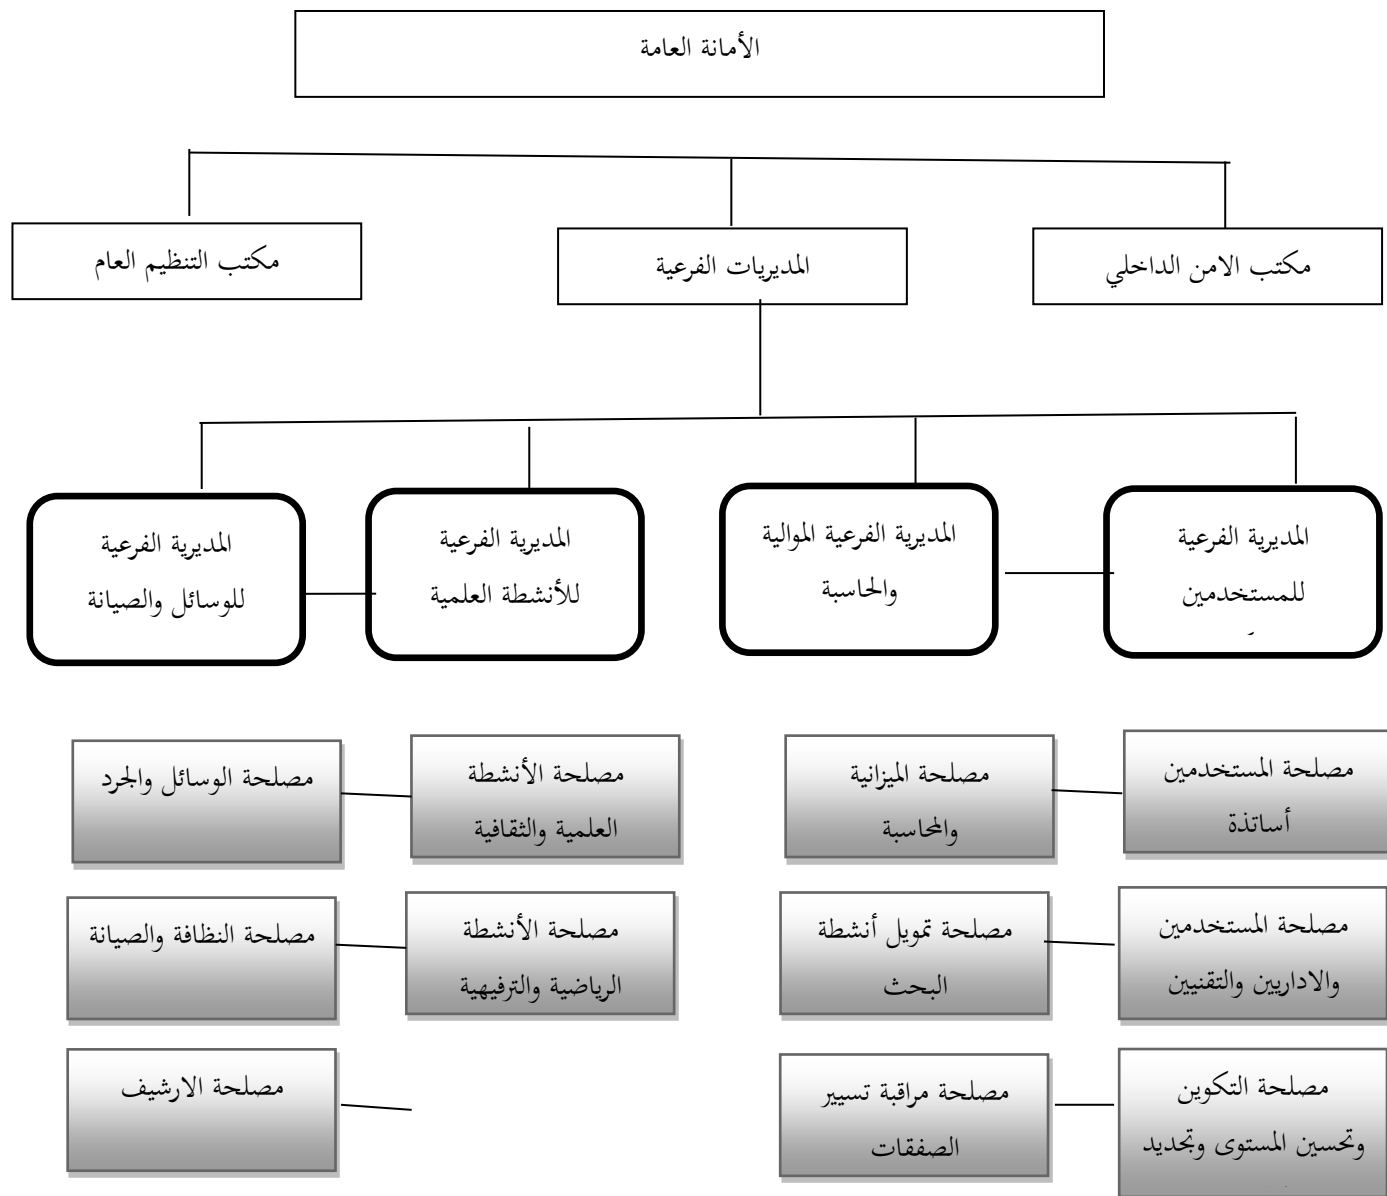 الأمانة العامة
مكتب الامن الداخلي
المديريات الفرعية
مكتب التنظيم العام
المديرية الفرعية
للمستخدمين
المديرية الفرعية الموالية
والحاسبة
المديرية الفرعية
للأنشطة العلمية
المديرية الفرعية
للوسائل والصيانة
مصلحة المستخدمين
أساتذة
مصلحة الميزانية
والمحاسبة
مصلحة الأنشطة
العلمية والثقافية
مصلحة الوسائل والجرد
مصلحة المستخدمين
والاداريين والتقنيين
مصلحة تمويل أنشطة
البحث
مصلحة الأنشطة
الرياضية والترفيهية
مصلحة النظافة والصيانة
مصلحة التكوين
وتحسين المستوى وتجديد
مصلحة مراقبة تسيير
الصفقات
مصلحة الارشيف